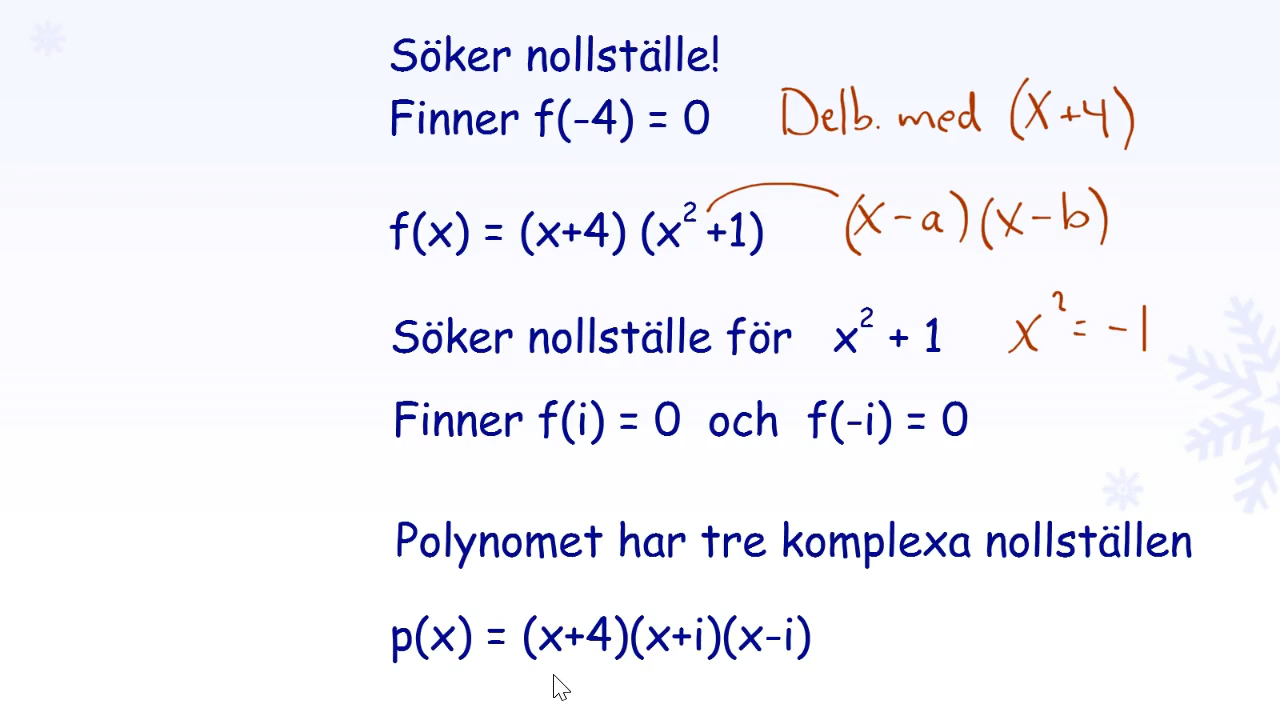 Söker nollställe!
Finner f(-4) = 0 Delb. med (x+4)
f(x) = (x+4) (x²+1) (x-a)(x-b)
Söker nollställe för x² + 1 x² = -1
Finner f(i) = 0 och f(-i) = 0
Polynomet har tre komplexa nollställen
p(x) = (x+4)(x+i)(x-i)